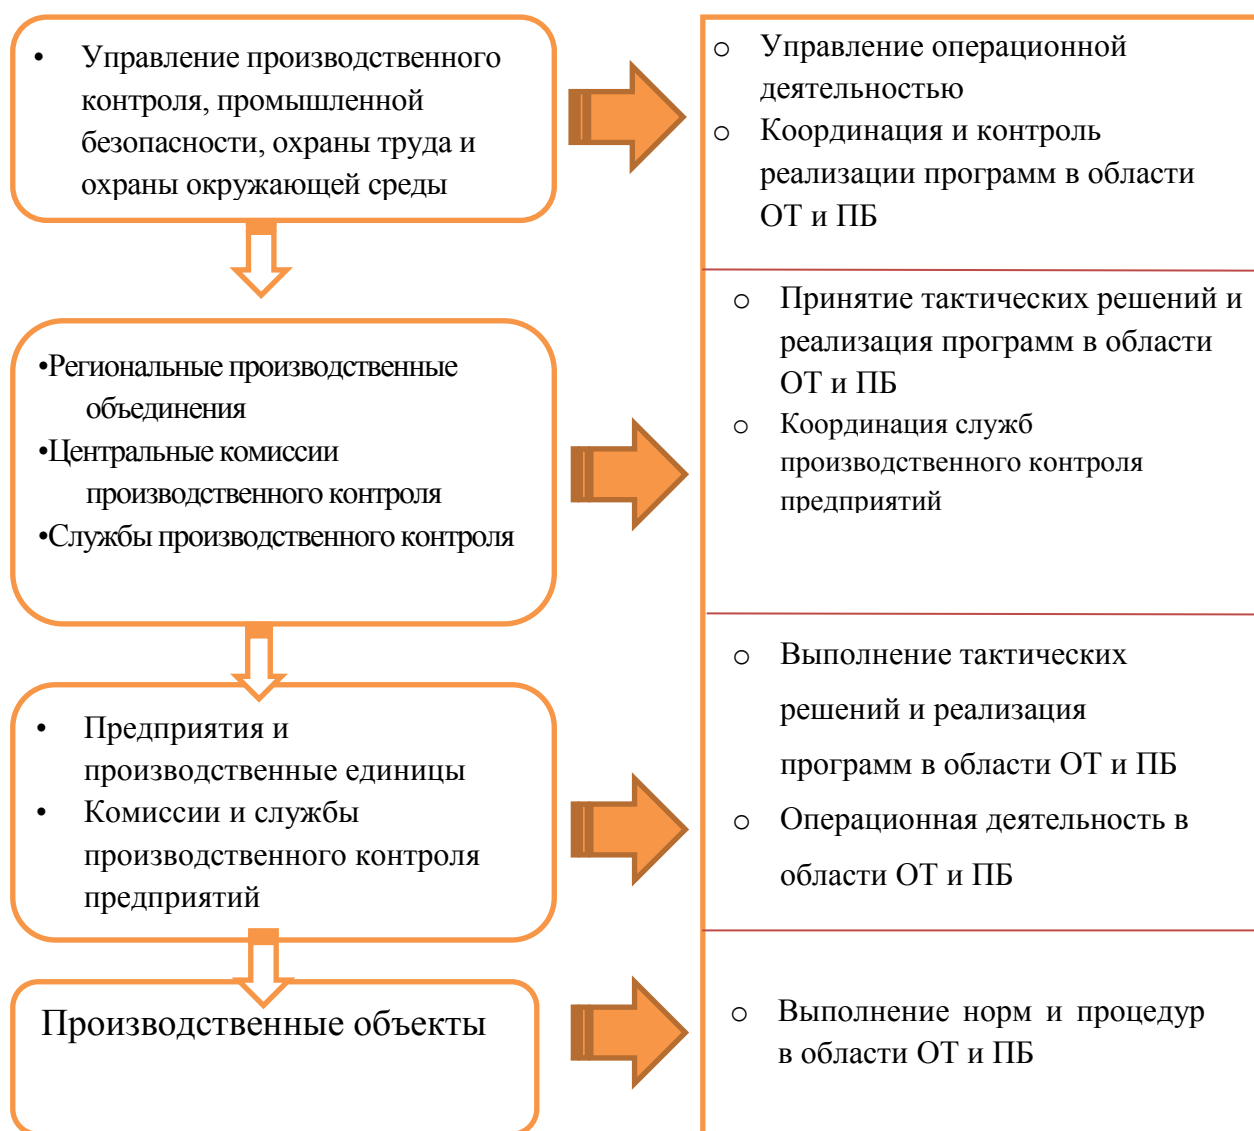 • Управление производственного
контроля, промышленной
безопасности, охраны труда и
охраны окружающей среды
○ Управление операционной
деятельностью
○ Координация и контроль
реализации программ в области
ОТ и ПБ
•Региональные производственные
объединения
•Центральные комиссии
производственного контроля
•Службы производственного контроля
○ Принятие тактических решений и
реализация программ в области
ОТ и ПБ
○ Координация служб
производственного контроля
предприятий
• Предприятия и
производственные единицы
• Комиссии и службы
производственного контроля
предприятий
○ Выполнение тактических
решений и реализация
программ в области ОТ и ПБ
○ Операционная деятельность в
области ОТ и ПБ
Производственные объекты
○ Выполнение норм и процедур
в области ОТ и ПБ